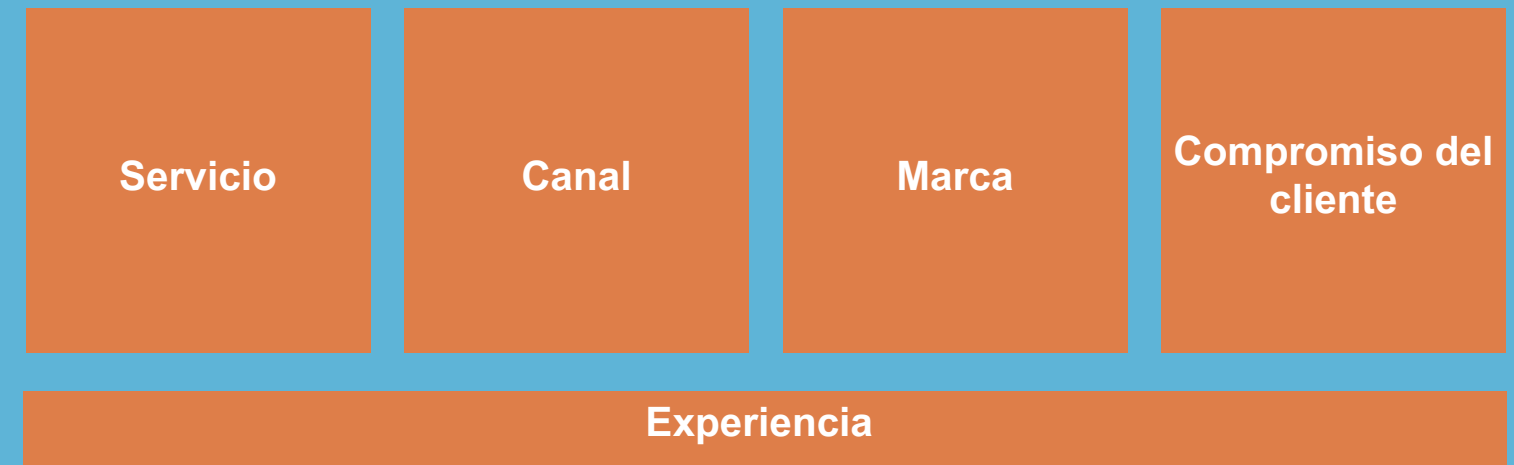 Servicio
Canal
Marca
Compromiso del
cliente
Experiencia